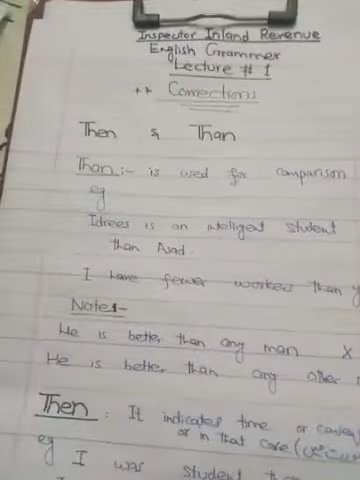 Inspector Inland Revenue
English Grammer
Lecture # 1
** Corrections
Then & Than
Than:- is used for comparison
eg
Idrees is an intelligent student
than Asad.
I have fewer workers than
Note:-
He is better than any man X
He is better than any other
Then : It indicates time or
or in that case
eg I was student